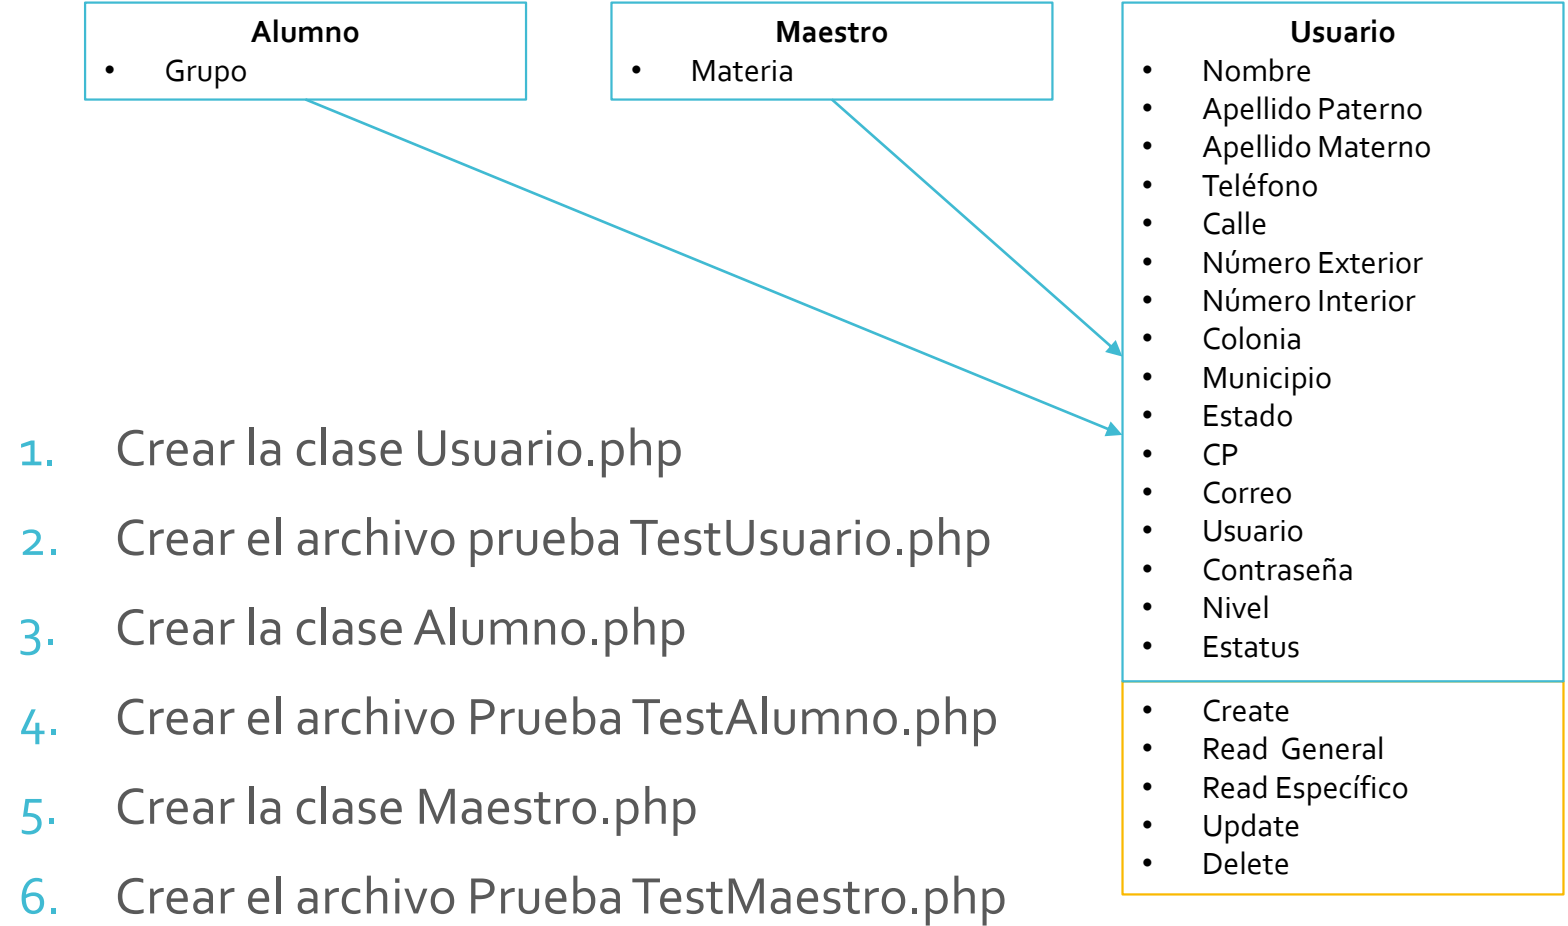 Alumno
• Grupo
Maestro
• Materia
Usuario
• Nombre
• Apellido Paterno
• Apellido Materno
• Teléfono
• Calle
• Número Exterior
• Número Interior
• Colonia
• Municipio
• Estado
• CP
• Correo
• Usuario
• Contraseña
• Nivel
• Estatus
• Create
• Read General
• Read Específico
• Update
• Delete
1. Crear la clase Usuario.php
2. Crear el archivo prueba TestUsuario.php
3. Crear la clase Alumno.php
4. Crear el archivo Prueba TestAlumno.php
5. Crear la clase Maestro.php
6. Crear el archivo Prueba TestMaestro.php